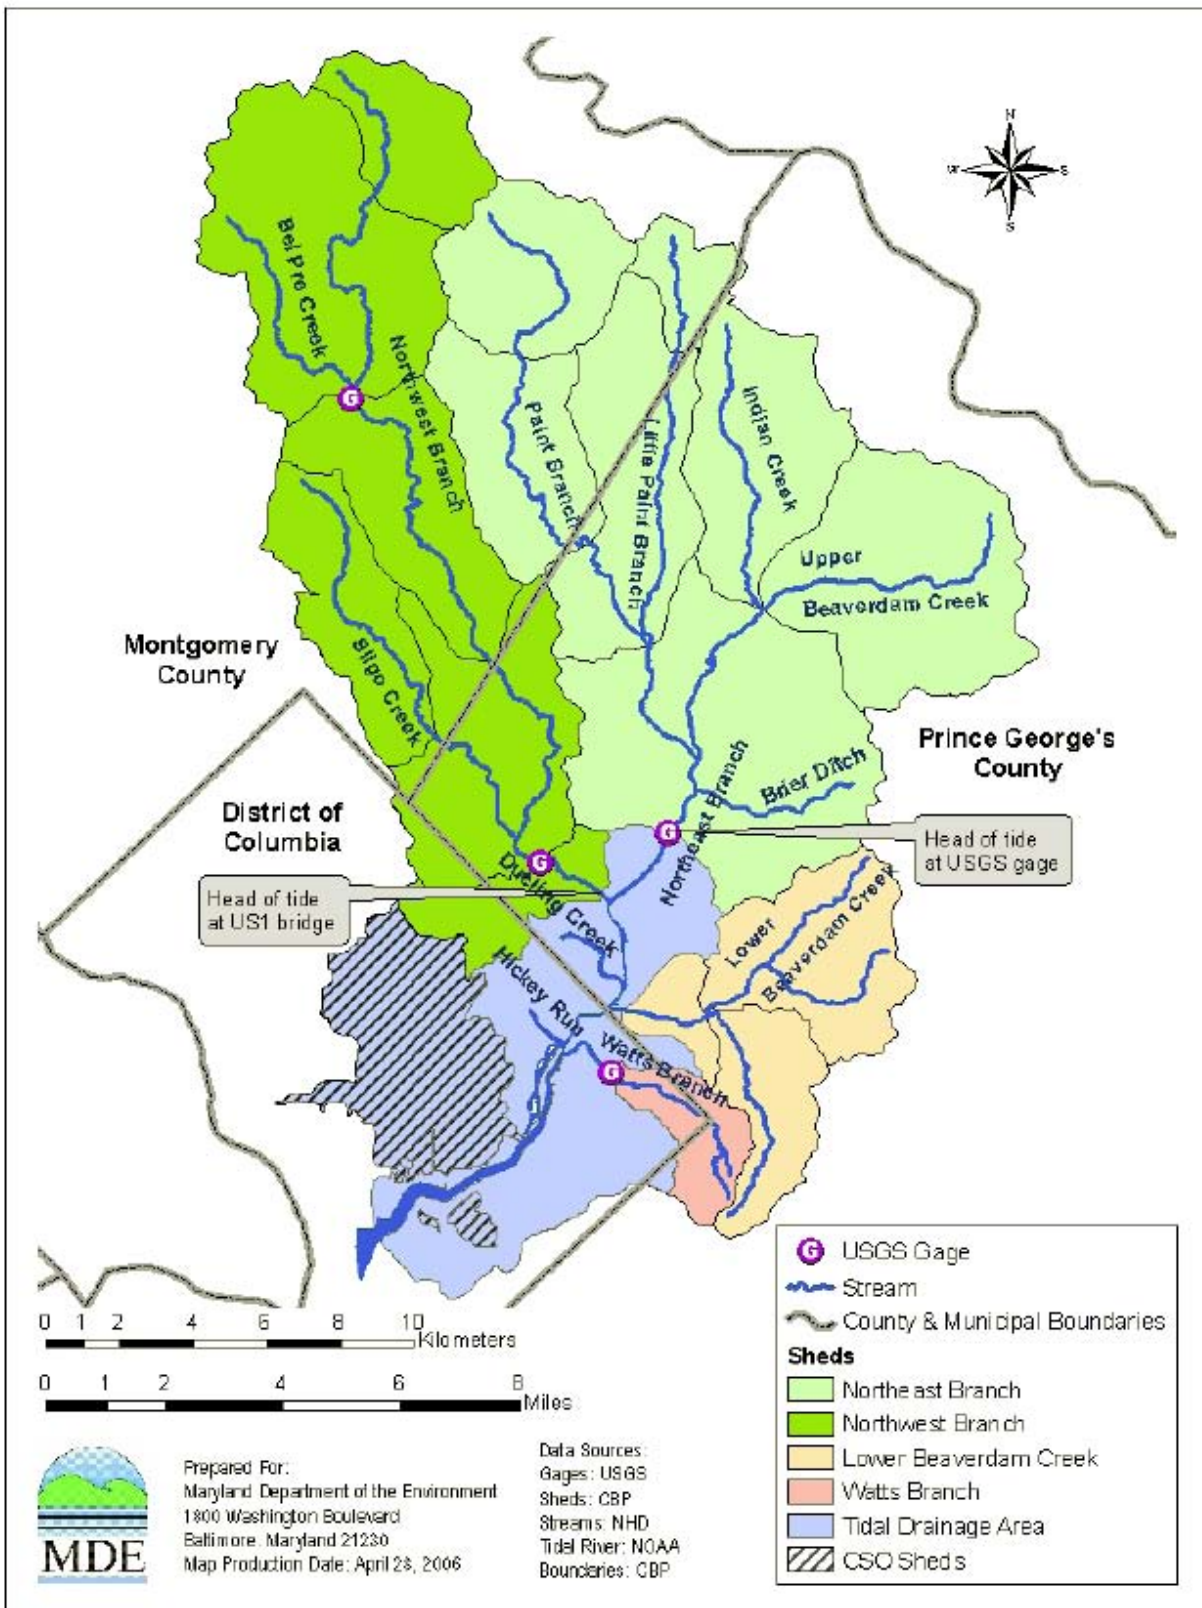 N
W
S
S
Bel Pre Creek
Northwest Branch
Paint Branch
Little Paint Branch
Indian Creek
Upper
Beaverdam Creek
Sligo Creek
Montgomery
County
Prince George's
County
District of
Columbia
Brier Ditch
Northeast Branch
G
G
G
G
Head of tide
at USGS gage
Head of tide
at US1 bridge
Dueling Creek
Hickey Run
Watts Branch
Lower
Beaverdam Creek
USGS Gage
Stream
County & Municipal Boundaries
Sheds
Northeast Branch
Northwest Branch
Lower Beaverdam Creek
Watts Branch
Tidal Drainage Area
CSO Sheds
G
0 1 2 4 6 8 10
Kilometers
0 1 2 4 6 8
Miles
MDE
Prepared For:
Maryland Department of the Environment
1800 Washington Boulevard
Baltimore, Maryland 21230
Map Production Date: April 28, 2006
Data Sources:
Gages: USGS
Sheds: CBP
Streams: NHD
Tidal River: NOAA
Boundaries: CBP